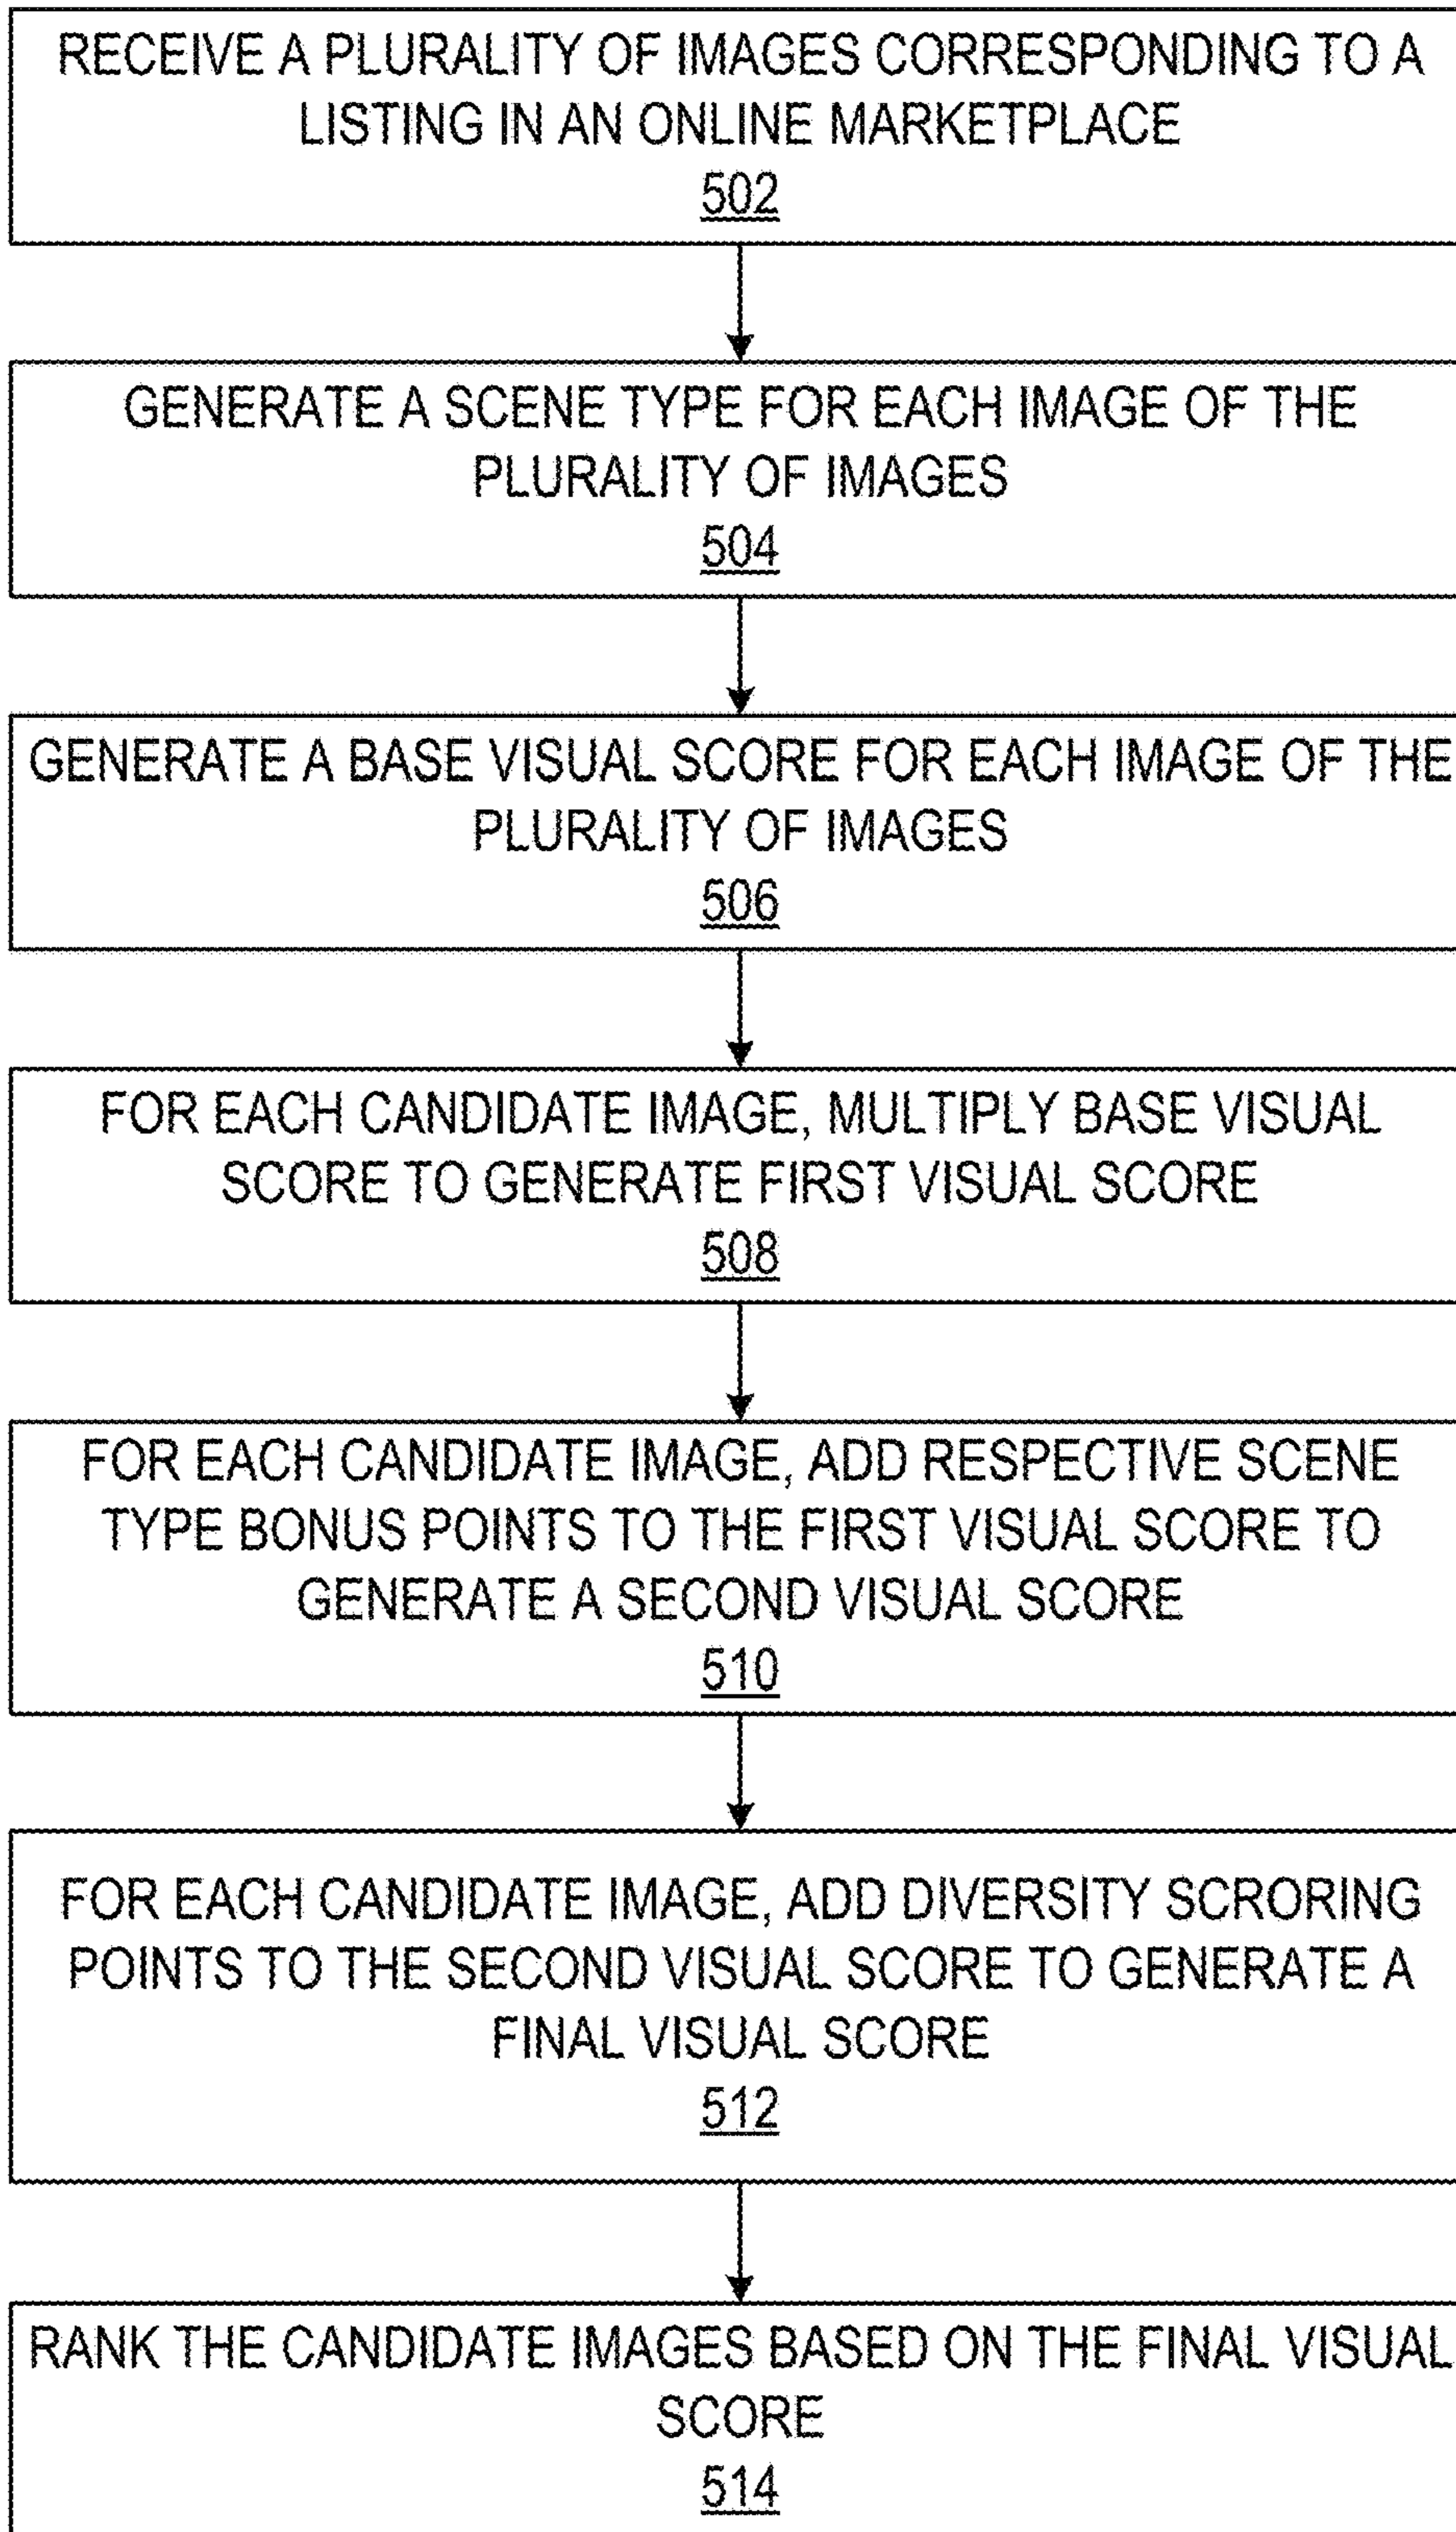 RECEIVE A PLURALITY OF IMAGES CORRESPONDING TO A
LISTING IN AN ONLINE MARKETPLACE
502
GENERATE A SCENE TYPE FOR EACH IMAGE OF THE
PLURALITY OF IMAGES
504
GENERATE A BASE VISUAL SCORE FOR EACH IMAGE OF THE
PLURALITY OF IMAGES
506
FOR EACH CANDIDATE IMAGE, MULTIPLY BASE VISUAL
SCORE TO GENERATE FIRST VISUAL SCORE
508
FOR EACH CANDIDATE IMAGE, ADD RESPECTIVE SCENE
TYPE BONUS POINTS TO THE FIRST VISUAL SCORE TO
GENERATE A SECOND VISUAL SCORE
510
FOR EACH CANDIDATE IMAGE, ADD DIVERSITY SCRORING
POINTS TO THE SECOND VISUAL SCORE TO GENERATE A
FINAL VISUAL SCORE
512
RANK THE CANDIDATE IMAGES BASED ON THE FINAL VISUAL
SCORE
514